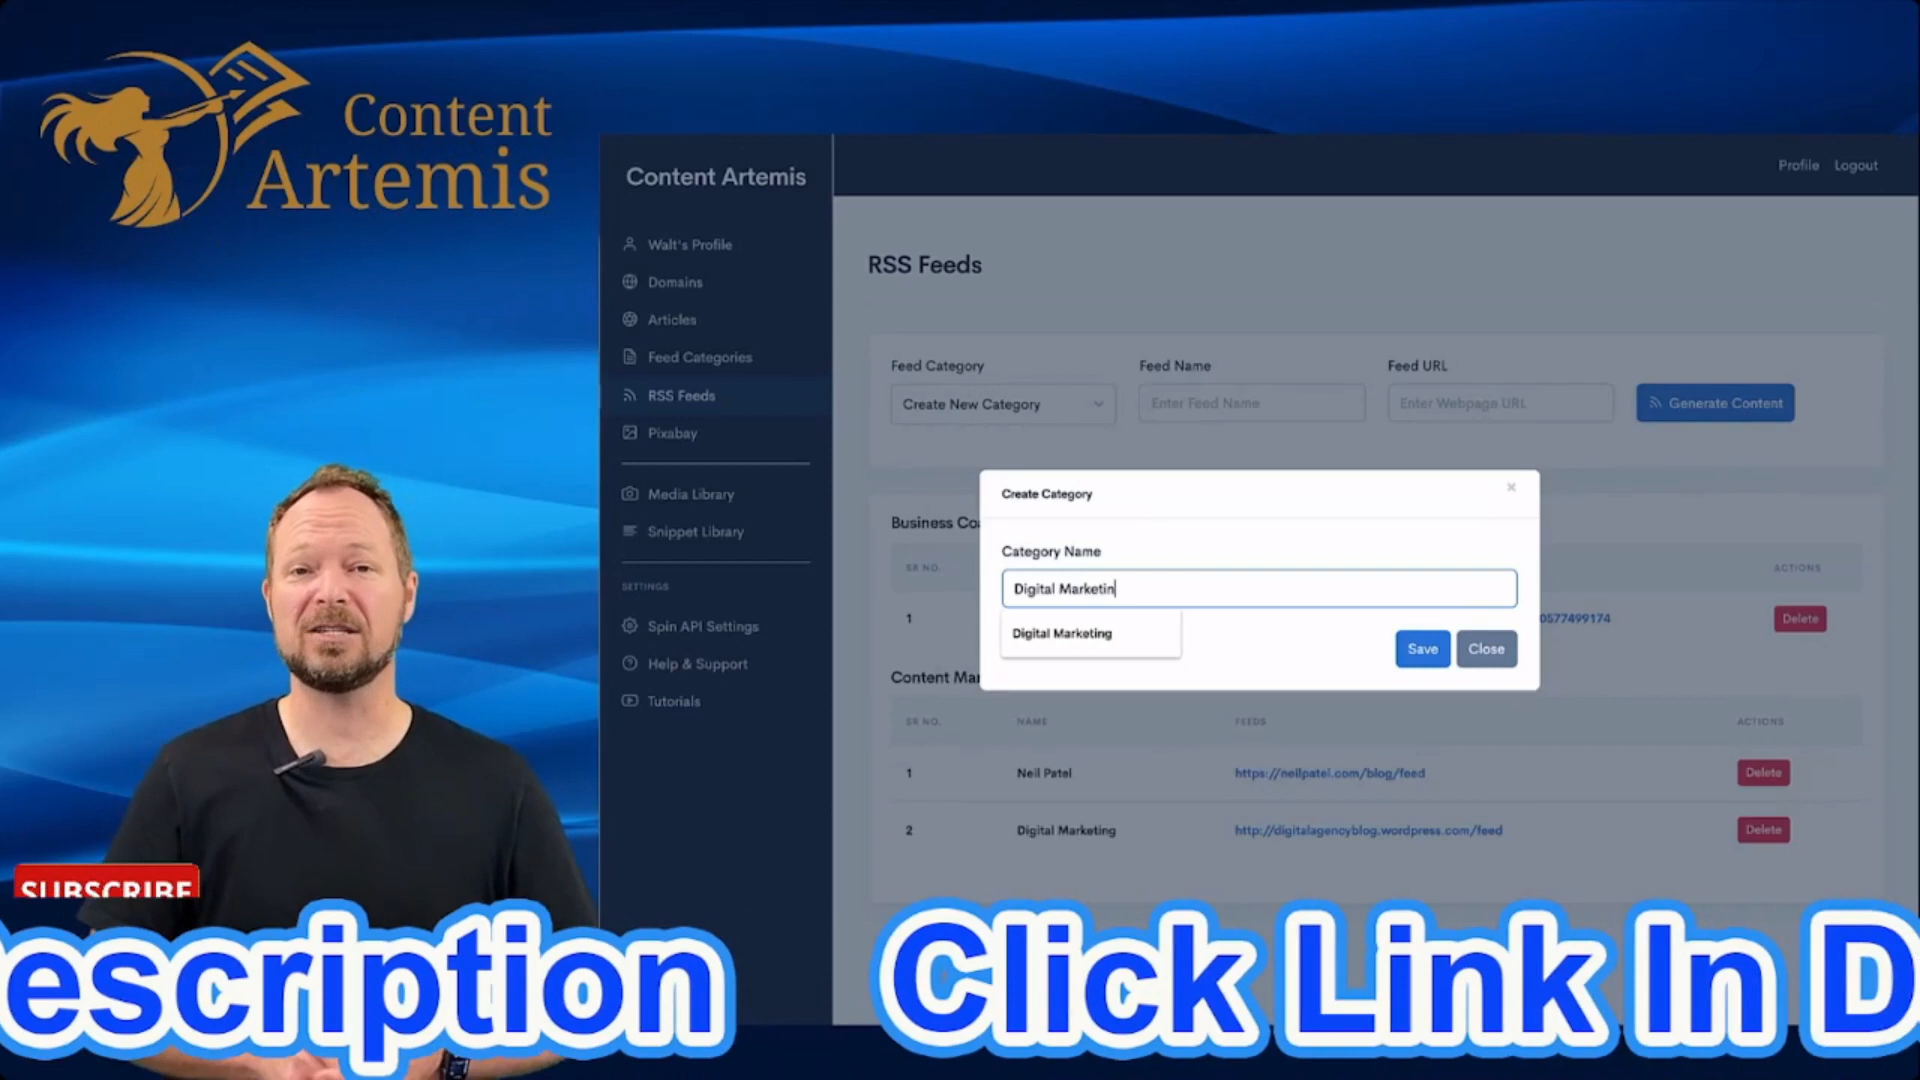 Content
Artemis
Content Artemis
Profile Logout
Walt's Profile
Domains
Articles
Feed Categories
RSS Feeds
Pixabay
Media Library
Snippet Library
SETTINGS
Spin API Settings
Help & Support
Tutorials
RSS Feeds
Feed Category Feed Name Feed URL
Create New Category Enter Feed Name Enter Webpage URL Generate Content
Create Category ×
Category Name
Digital Marketin
Digital Marketing
Save Close
Business Coa
SR NO. ACTIONS
1 0577499174 Delete
Content Mar
SR NO. NAME FEEDS ACTIONS
1 Neil Patel https://neilpatel.com/blog/feed Delete
2 Digital Marketing http://digitalagencyblog.wordpress.com/feed Delete
SUBSCRIBE
escription Click Link In D